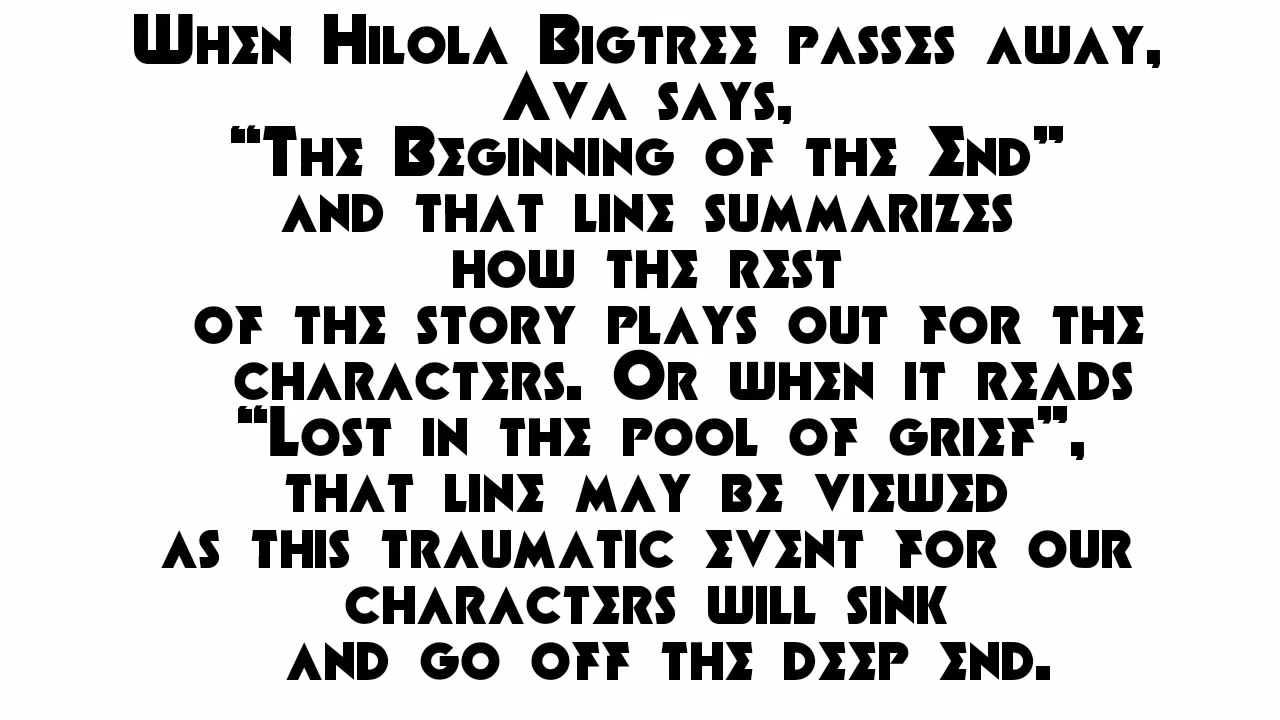 When Hilola Bigtree passes away,
Ava says,
“The Beginning of the End”
and that line summarizes
how the rest
of the story plays out for the
characters. Or when it reads
“Lost in the pool of grief”,
that line may be viewed
as this traumatic event for our
characters will sink
and go off the deep end.